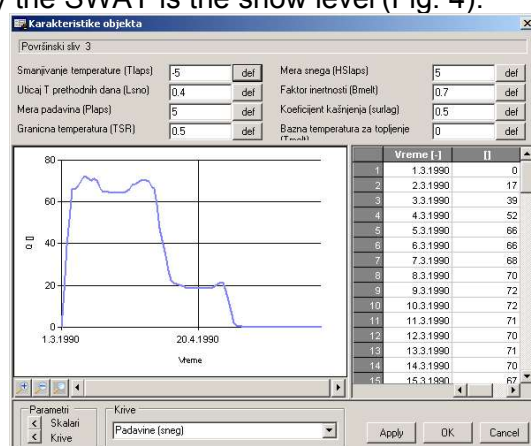 y the SWAT is the snow level (Fig. 4).
Karakteristike objekta
Površinski sliv 3
Smanjivanje temperature (Tlaps) -5 def Mera snega (HSlaps) 5 def
Uticaj T prethodnih dana (Lsno) 0.4 def Faktor inertnosti (Bmelt) 0.7 def
Mera padavina (Plaps) 5 def Koeficijent kašnjenja (surlag) 0.5 def
Granicna temperatura (TSR) 0.5 def Bazna temperatura za topljenje (Tmelt) 0 def
80
60
40
20
0
Q []
1.3.1990 20.4.1990
Vreme
Vreme [-] []
1 1.3.1990 0
2 2.3.1990 17
3 3.3.1990 39
4 4.3.1990 52
5 5.3.1990 66
6 6.3.1990 66
7 7.3.1990 68
8 8.3.1990 70
9 9.3.1990 72
10 10.3.1990 72
11 11.3.1990 71
12 12.3.1990 70
13 13.3.1990 71
14 14.3.1990 70
15 15.3.1990 67
Parametri
< Skalari
< Krive
Krive
Padavine (sneg)
Apply OK Cancel